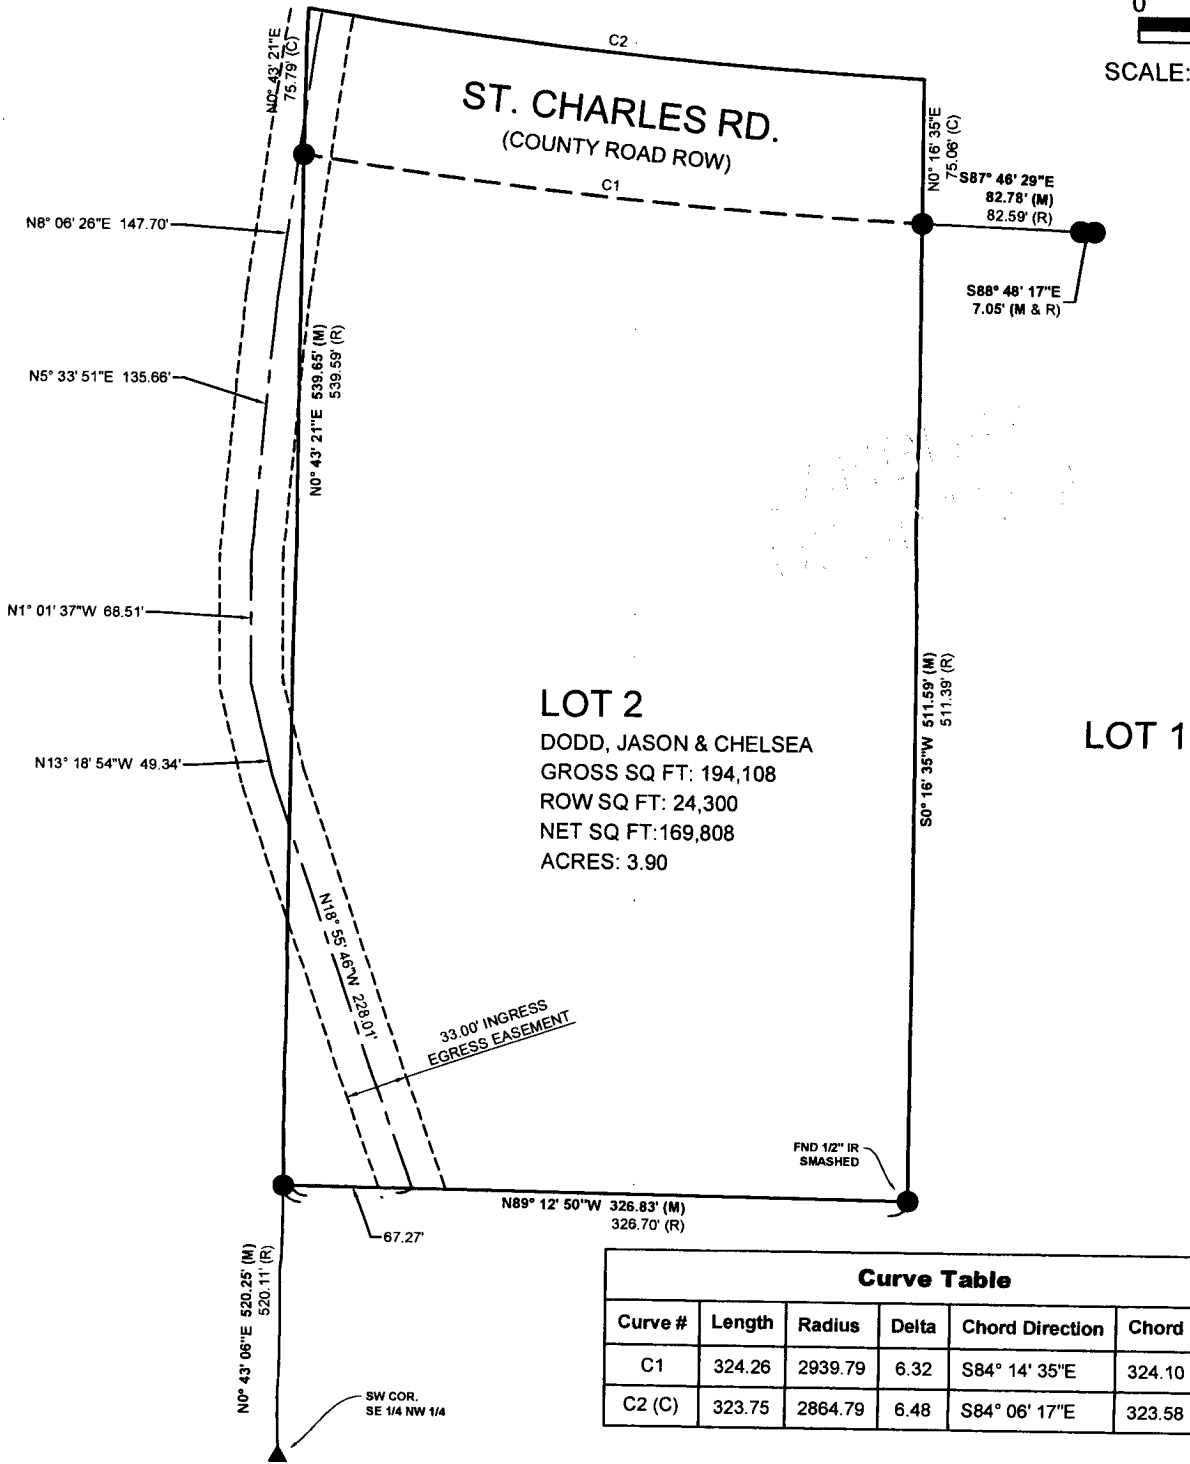 0
SCALE:
C2
N0° 43' 21"E
75.79' (C)
ST. CHARLES RD.
(COUNTY ROAD ROW)
C1
N0° 16' 35"E
75.06' (C)
S87° 46' 29"E
82.78' (M)
82.59' (R)
S88° 48' 17"E
7.05' (M & R)
N8° 06' 26"E 147.70'
N5° 33' 51"E 135.66'
N0° 43' 21"E 539.65' (M)
539.59' (R)
N1° 01' 37"W 68.51'
N13° 18' 54"W 49.34'
LOT 2
DODD, JASON & CHELSEA
GROSS SQ FT: 194,108
ROW SQ FT: 24,300
NET SQ FT:169,808
ACRES: 3.90
S0° 16' 35"W 511.59' (M)
511.39' (R)
LOT 1
N18° 55' 46"W 228.01'
33.00' INGRESS
EGRESS EASEMENT
FND 1/2" IR
SMASHED
N89° 12' 50"W 326.83' (M)
326.70' (R)
67.27'
N0° 43' 06"E 520.25' (M)
520.11' (R)
SW COR.
SE 1/4 NW 1/4
Curve Table
Curve # Length Radius Delta Chord Direction Chord
C1 324.26 2939.79 6.32 S84° 14' 35"E 324.10
C2 (C) 323.75 2864.79 6.48 S84° 06' 17"E 323.58